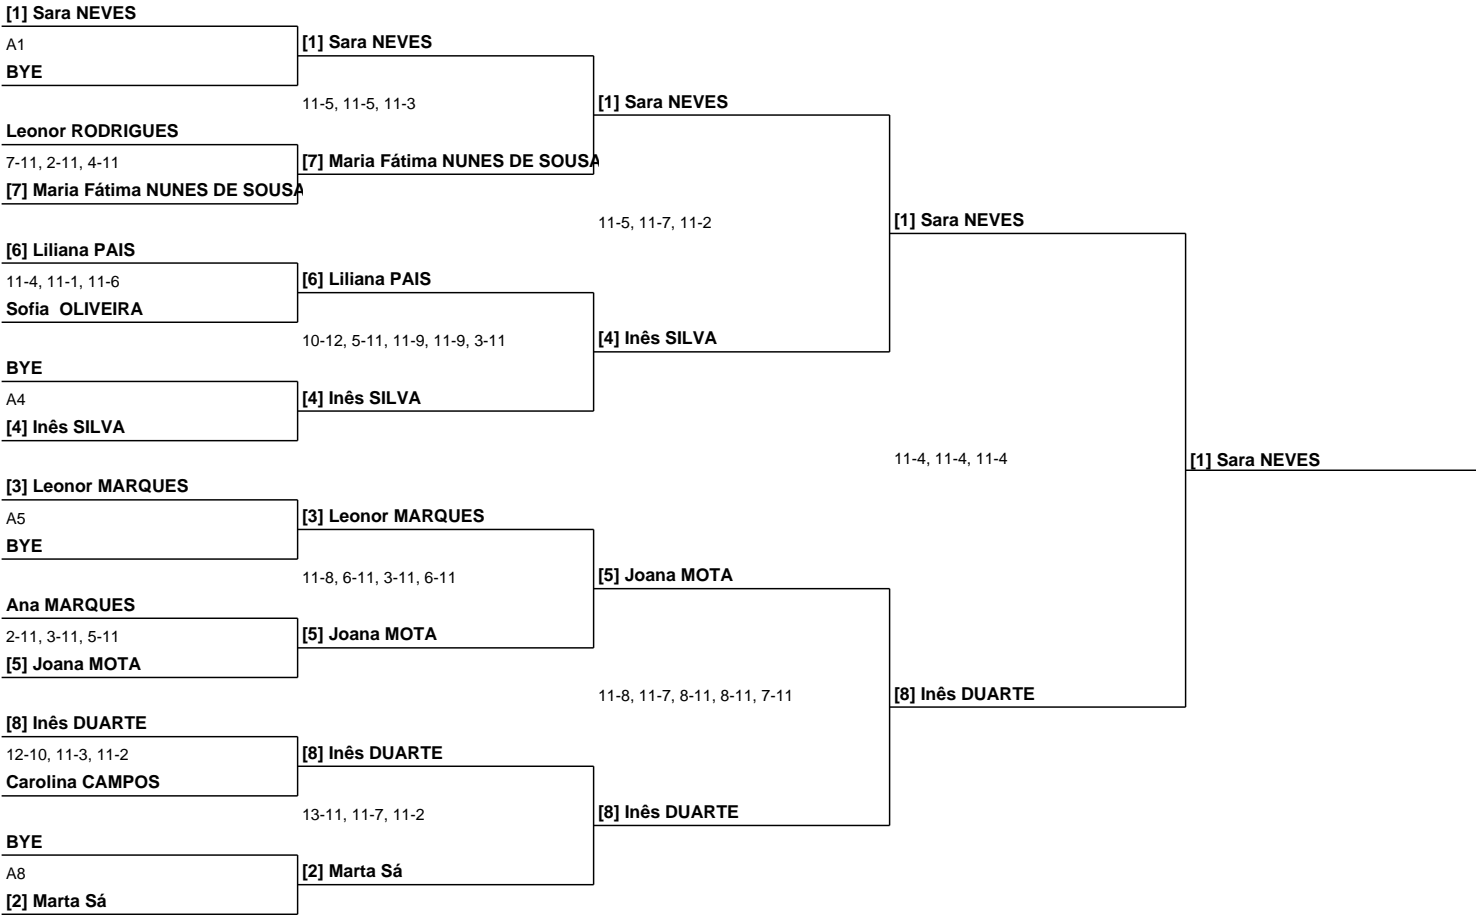 [1] Sara NEVES
A1
[1] Sara NEVES
BYE
11-5, 11-5, 11-3
[1] Sara NEVES
Leonor RODRIGUES
7-11, 2-11, 4-11
[7] Maria Fátima NUNES DE SOUSA
[7] Maria Fátima NUNES DE SOUSA
11-5, 11-7, 11-2
[1] Sara NEVES
[6] Liliana PAIS
11-4, 11-1, 11-6
[6] Liliana PAIS
Sofia  OLIVEIRA
10-12, 5-11, 11-9, 11-9, 3-11
[4] Inês SILVA
BYE
A4
[4] Inês SILVA
[4] Inês SILVA
11-4, 11-4, 11-4
[1] Sara NEVES
[3] Leonor MARQUES
A5
[3] Leonor MARQUES
BYE
11-8, 6-11, 3-11, 6-11
[5] Joana MOTA
Ana MARQUES
2-11, 3-11, 5-11
[5] Joana MOTA
[5] Joana MOTA
11-8, 11-7, 8-11, 8-11, 7-11
[8] Inês DUARTE
[8] Inês DUARTE
12-10, 11-3, 11-2
[8] Inês DUARTE
Carolina CAMPOS
13-11, 11-7, 11-2
[8] Inês DUARTE
BYE
A8
[2] Marta Sá
[2] Marta Sá